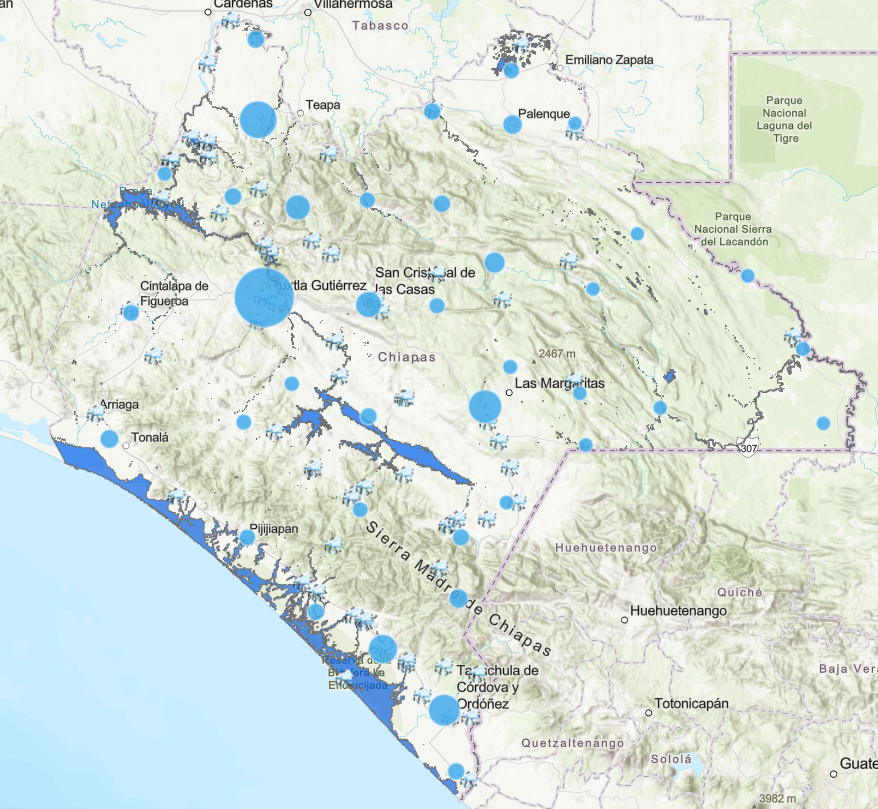 Cárdenas
Villahermosa
Tabasco
Emiliano Zapata
Teapa
Palenque
Parque
Nacional
Laguna del
Tigre
Parque
Nacional Sierra
del Lacandón
Cintalapa de
Figueroa
Tuxtla Gutiérrez
San Cristóbal de
las Casas
Chiapas
2467 m
Las Margaritas
Arriaga
Tonalá
307
Pijijiapan
Sierra Madre de Chiapas
Huehuetenango
Quiché
Huehuetenango
Reserva de la
Biosfera La
Encrucijada
Tapachula de
Córdova y
Ordóñez
Baja Vera
Totonicapán
Quetzaltenango
Sololá
Guate
3982 m